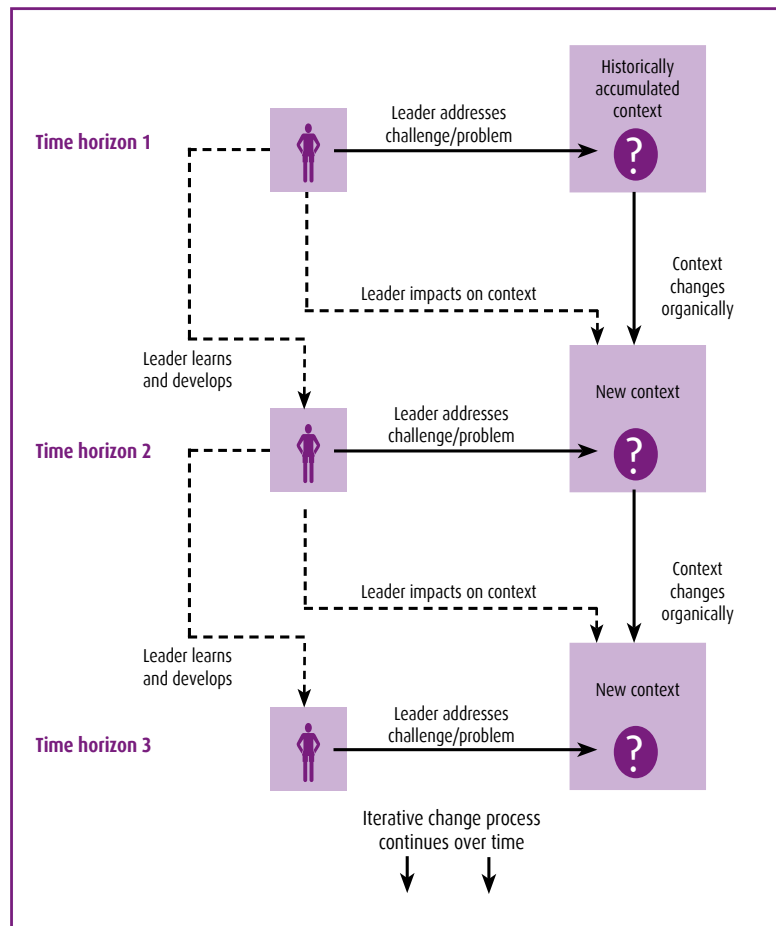 Historically
accumulated
context
Time horizon 1
Leader addresses
challenge/problem
?
Context
changes
organically
Leader impacts on context
Leader learns
and develops
New context
Time horizon 2
Leader addresses
challenge/problem
?
Context
changes
organically
Leader impacts on context
Leader learns
and develops
New context
Time horizon 3
Leader addresses
challenge/problem
?
Iterative change process
continues over time